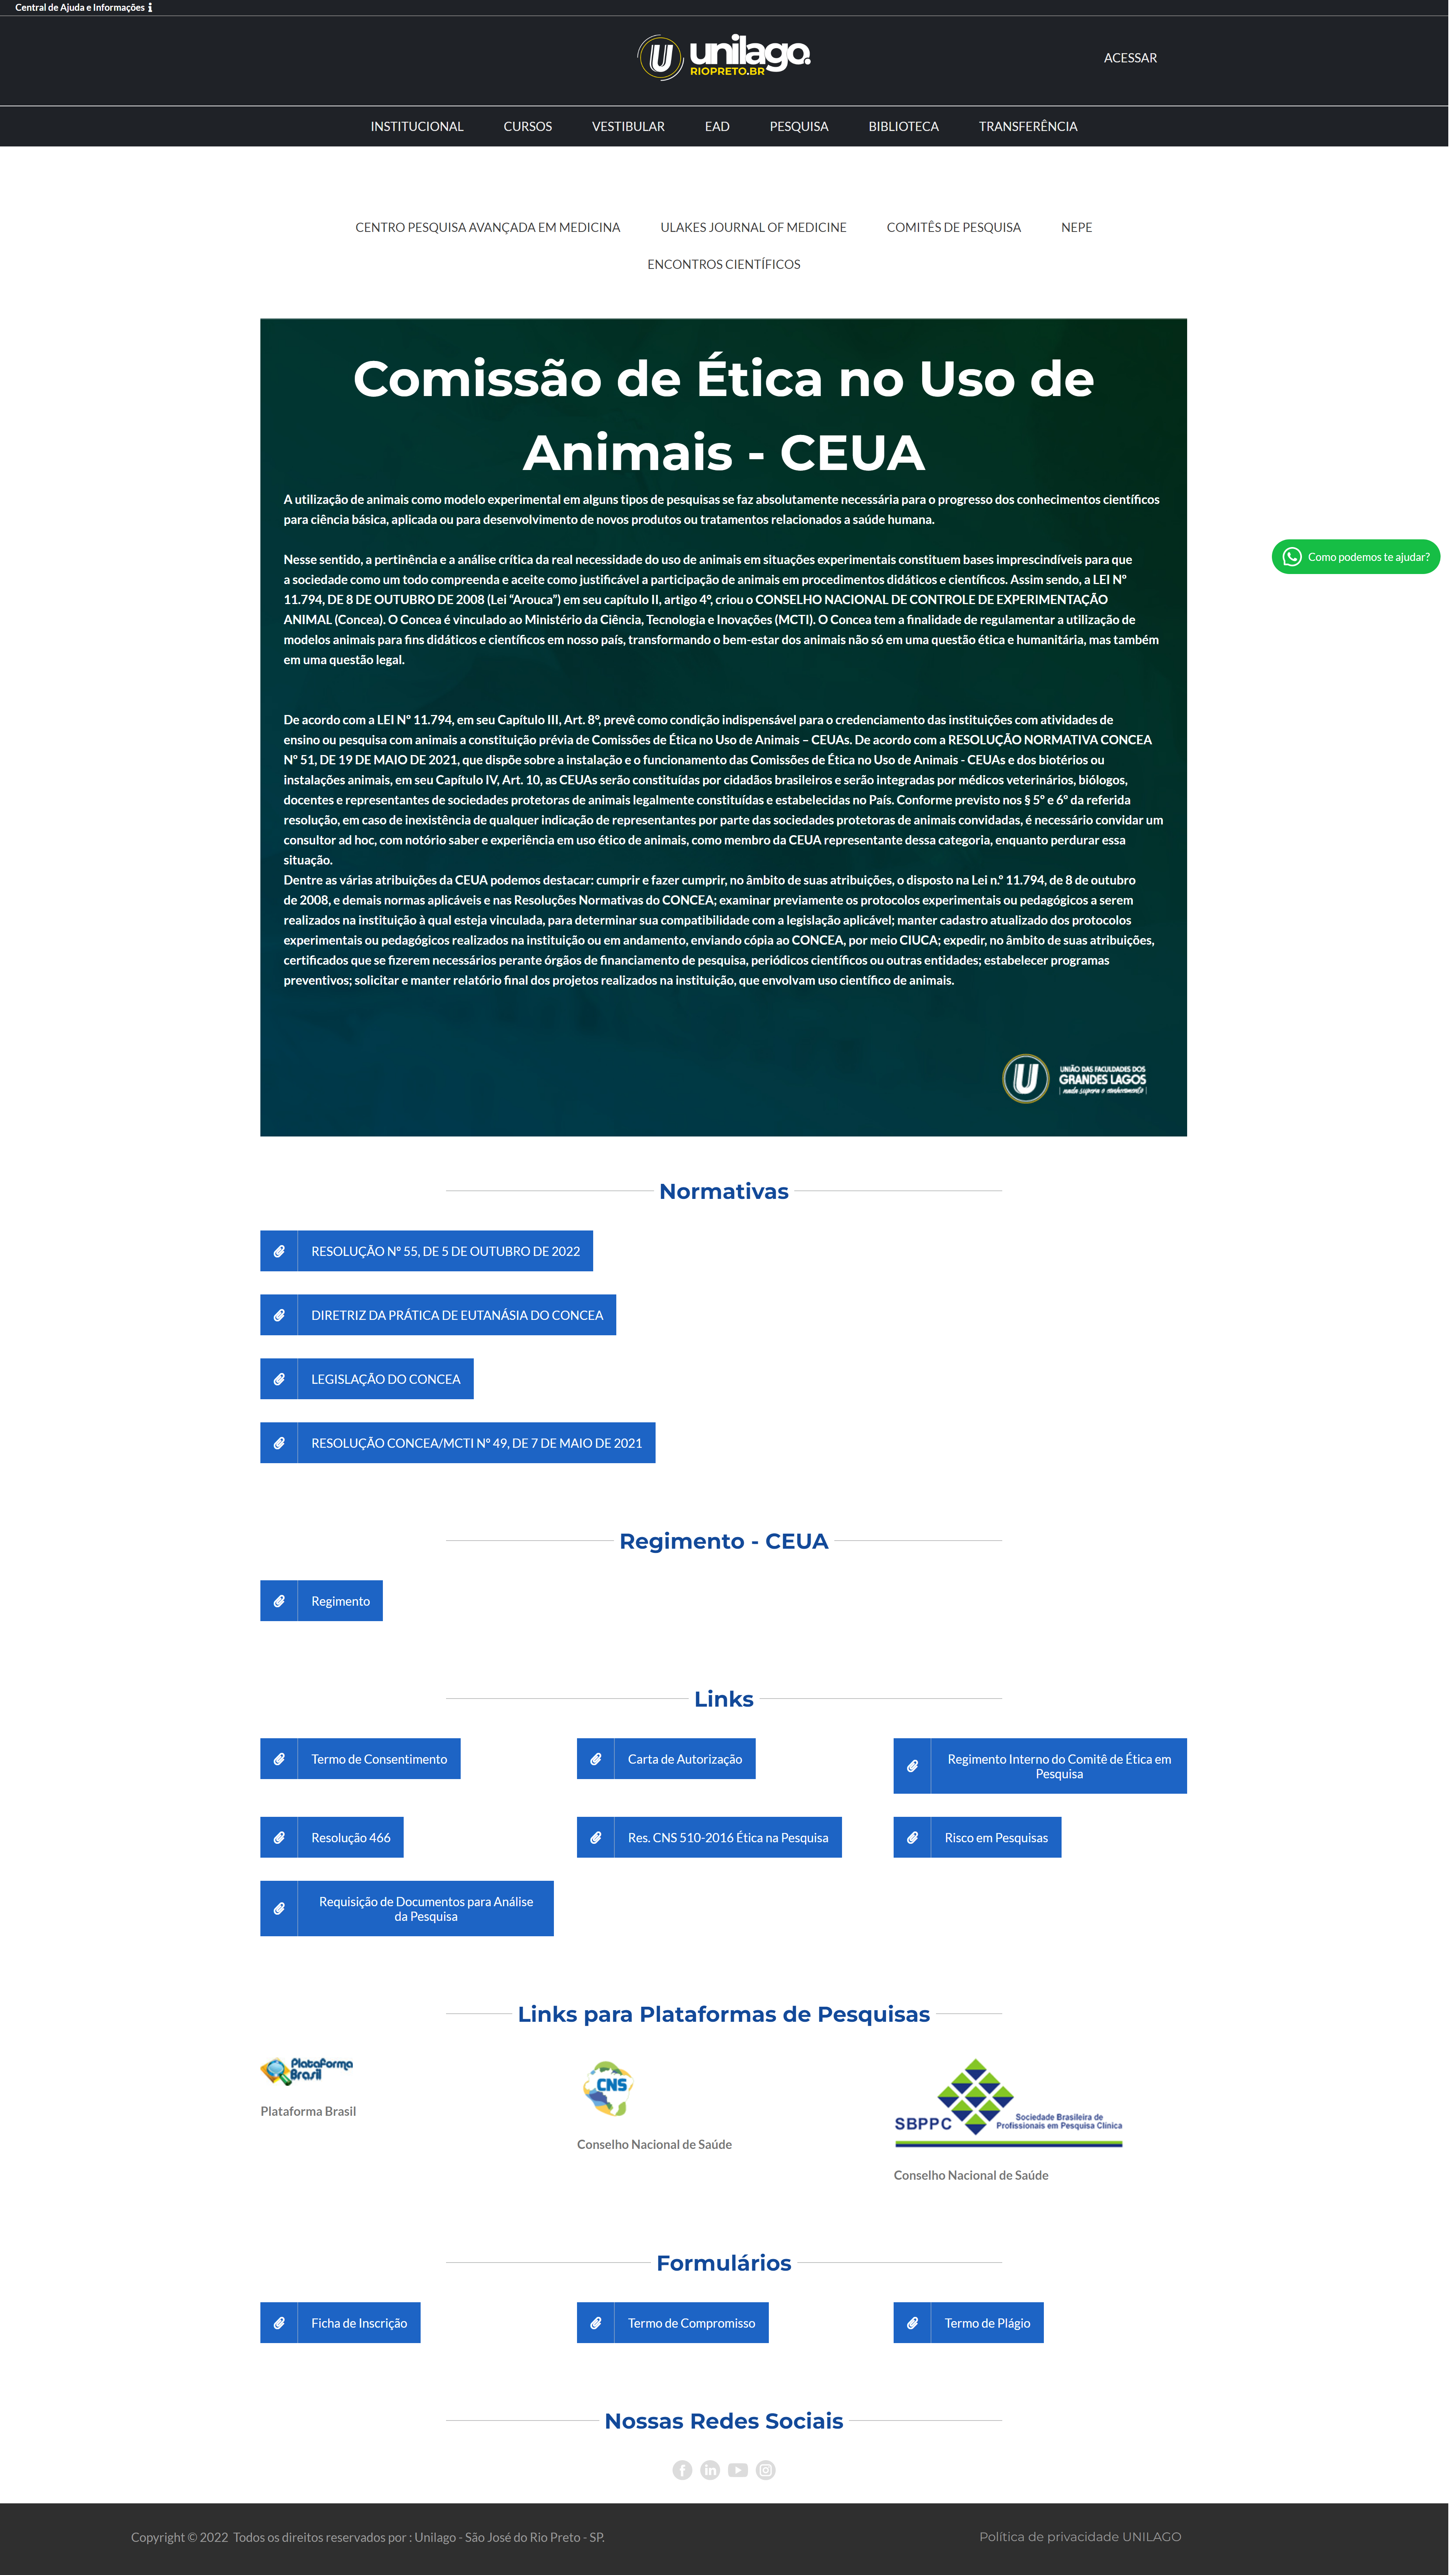 Central de Ajuda e Informações
unilago.
RIOPRETO.BR
ACESSAR
INSTITUCIONAL CURSOS VESTIBULAR EAD PESQUISA BIBLIOTECA TRANSFERÊNCIA
CENTRO PESQUISA AVANÇADA EM MEDICINA ULAKES JOURNAL OF MEDICINE COMITÊS DE PESQUISA NEPE
ENCONTROS CIENTÍFICOS
Comissão de Ética no Uso de
Animais - CEUA
A utilização de animais como modelo experimental em alguns tipos de pesquisas se faz absolutamente necessária para o progresso dos conhecimentos científicos
para ciência básica, aplicada ou para desenvolvimento de novos produtos ou tratamentos relacionados a saúde humana.
Nesse sentido, a pertinência e a análise crítica da real necessidade do uso de animais em situações experimentais constituem bases imprescindíveis para que
a sociedade como um todo compreenda e aceite como justificável a participação de animais em procedimentos didáticos e científicos. Assim sendo, a LEI Nº
11.794, DE 8 DE OUTUBRO DE 2008 (Lei “Arouca”) em seu capítulo II, artigo 4º, criou o CONSELHO NACIONAL DE CONTROLE DE EXPERIMENTAÇÃO
ANIMAL (Concea). O Concea é vinculado ao Ministério da Ciência, Tecnologia e Inovações (MCTI). O Concea tem a finalidade de regulamentar a utilização de
modelos animais para fins didáticos e científicos em nosso país, transformando o bem-estar dos animais não só em uma questão ética e humanitária, mas também
em uma questão legal.
De acordo com a LEI Nº 11.794, em seu Capítulo III, Art. 8º, prevê como condição indispensável para o credenciamento das instituições com atividades de
ensino ou pesquisa com animais a constituição prévia de Comissões de Ética no Uso de Animais – CEUAs. De acordo com a RESOLUÇÃO NORMATIVA CONCEA
Nº 51, DE 19 DE MAIO DE 2021, que dispõe sobre a instalação e o funcionamento das Comissões de Ética no Uso de Animais - CEUAs e dos biotérios ou
instalações animais, em seu Capítulo IV, Art. 10, as CEUAs serão constituídas por cidadãos brasileiros e serão integradas por médicos veterinários, biólogos,
docentes e representantes de sociedades protetoras de animais legalmente constituídas e estabelecidas no País. Conforme previsto nos § 5º e 6º da referida
resolução, em caso de inexistência de qualquer indicação de representantes por parte das sociedades protetoras de animais convidadas, é necessário convidar um
consultor ad hoc, com notório saber e experiência em uso ético de animais, como membro da CEUA representante dessa categoria, enquanto perdurar essa
situação.
Dentre as várias atribuições da CEUA podemos destacar: cumprir e fazer cumprir, no âmbito de suas atribuições, o disposto na Lei n.º 11.794, de 8 de outubro
de 2008, e demais normas aplicáveis e nas Resoluções Normativas do CONCEA; examinar previamente os protocolos experimentais ou pedagógicos a serem
realizados na instituição à qual esteja vinculada, para determinar sua compatibilidade com a legislação aplicável; manter cadastro atualizado dos protocolos
experimentais ou pedagógicos realizados na instituição ou em andamento, enviando cópia ao CONCEA, por meio CIUCA; expedir, no âmbito de suas atribuições,
certificados que se fizerem necessários perante órgãos de financiamento de pesquisa, periódicos científicos ou outras entidades; estabelecer programas
preventivos; solicitar e manter relatório final dos projetos realizados na instituição, que envolvam uso científico de animais.
Como podemos te ajudar?
UNIÃO DAS FACULDADES DOS
GRANDES LAGOS
nada supera o conhecimento
Normativas
RESOLUÇÃO Nº 55, DE 5 DE OUTUBRO DE 2022
DIRETRIZ DA PRÁTICA DE EUTANÁSIA DO CONCEA
LEGISLAÇÃO DO CONCEA
RESOLUÇÃO CONCEA/MCTI Nº 49, DE 7 DE MAIO DE 2021
Regimento - CEUA
Regimento
Links
Termo de Consentimento
Carta de Autorização
Regimento Interno do Comitê de Ética em
Pesquisa
Resolução 466
Res. CNS 510-2016 Ética na Pesquisa
Risco em Pesquisas
Requisição de Documentos para Análise
da Pesquisa
Links para Plataformas de Pesquisas
Plataforma
Brasil
Plataforma Brasil
CNS
Conselho Nacional de Saúde
SBPPC
Sociedade Brasileira de
Profissionais em Pesquisa Clínica
Conselho Nacional de Saúde
Formulários
Ficha de Inscrição
Termo de Compromisso
Termo de Plágio
Nossas Redes Sociais
Copyright © 2022 Todos os direitos reservados por : Unilago - São José do Rio Preto - SP.
Política de privacidade UNILAGO